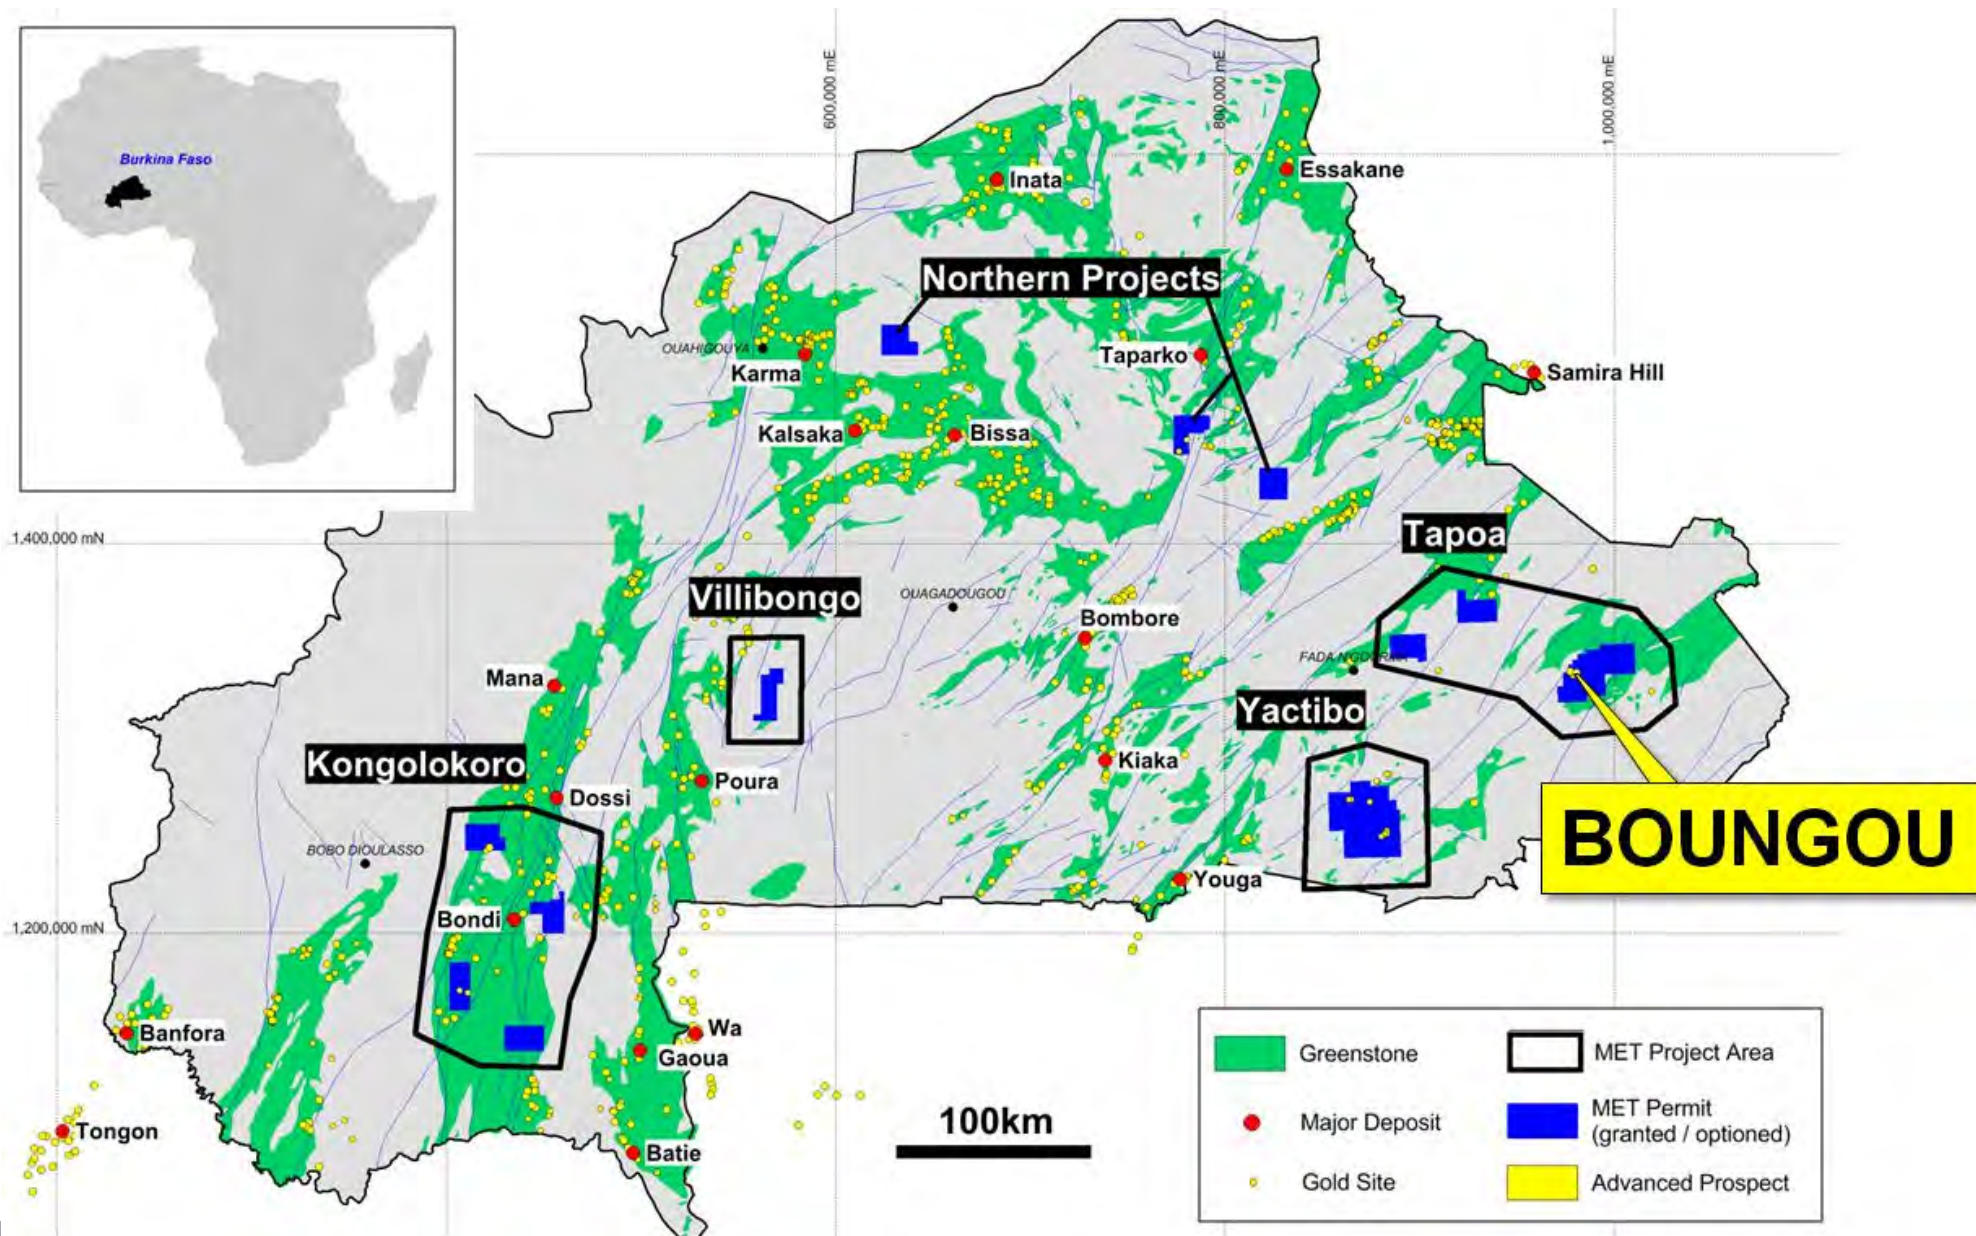 Burkina Faso
600,000 mE
800,000 mE
1,000,000 mE
Inata
Essakane
Northern Projects
OUAHIGOUYA
Karma
Taparko
Samira Hill
Kalsaka
Bissa
1,400,000 mN
Tapoa
Villibongo
OUAGADOUGOU
Bombore
FADA N'GOURMA
Mana
Yactibo
Kongolokoro
Kiaka
Poura
Dossi
BOUNGOU
BOBO DIOULASSO
Youga
Bondi
1,200,000 mN
Banfora
Wa
Gaoua
Tongon
Batie
100km
Greenstone
MET Project Area
Major Deposit
MET Permit
(granted / optioned)
Gold Site
Advanced Prospect